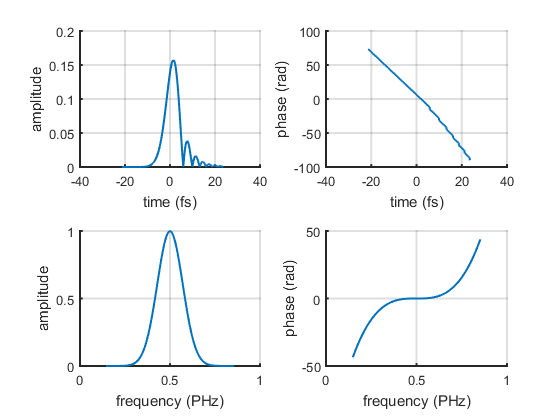 0.2
0.15
0.1
0.05
0
amplitude
-40 -20 0 20 40
time (fs)
100
50
0
-50
-100
phase (rad)
-40 -20 0 20 40
time (fs)
1
0.5
0
amplitude
0 0.5 1
frequency (PHz)
50
0
-50
phase (rad)
0 0.5 1
frequency (PHz)